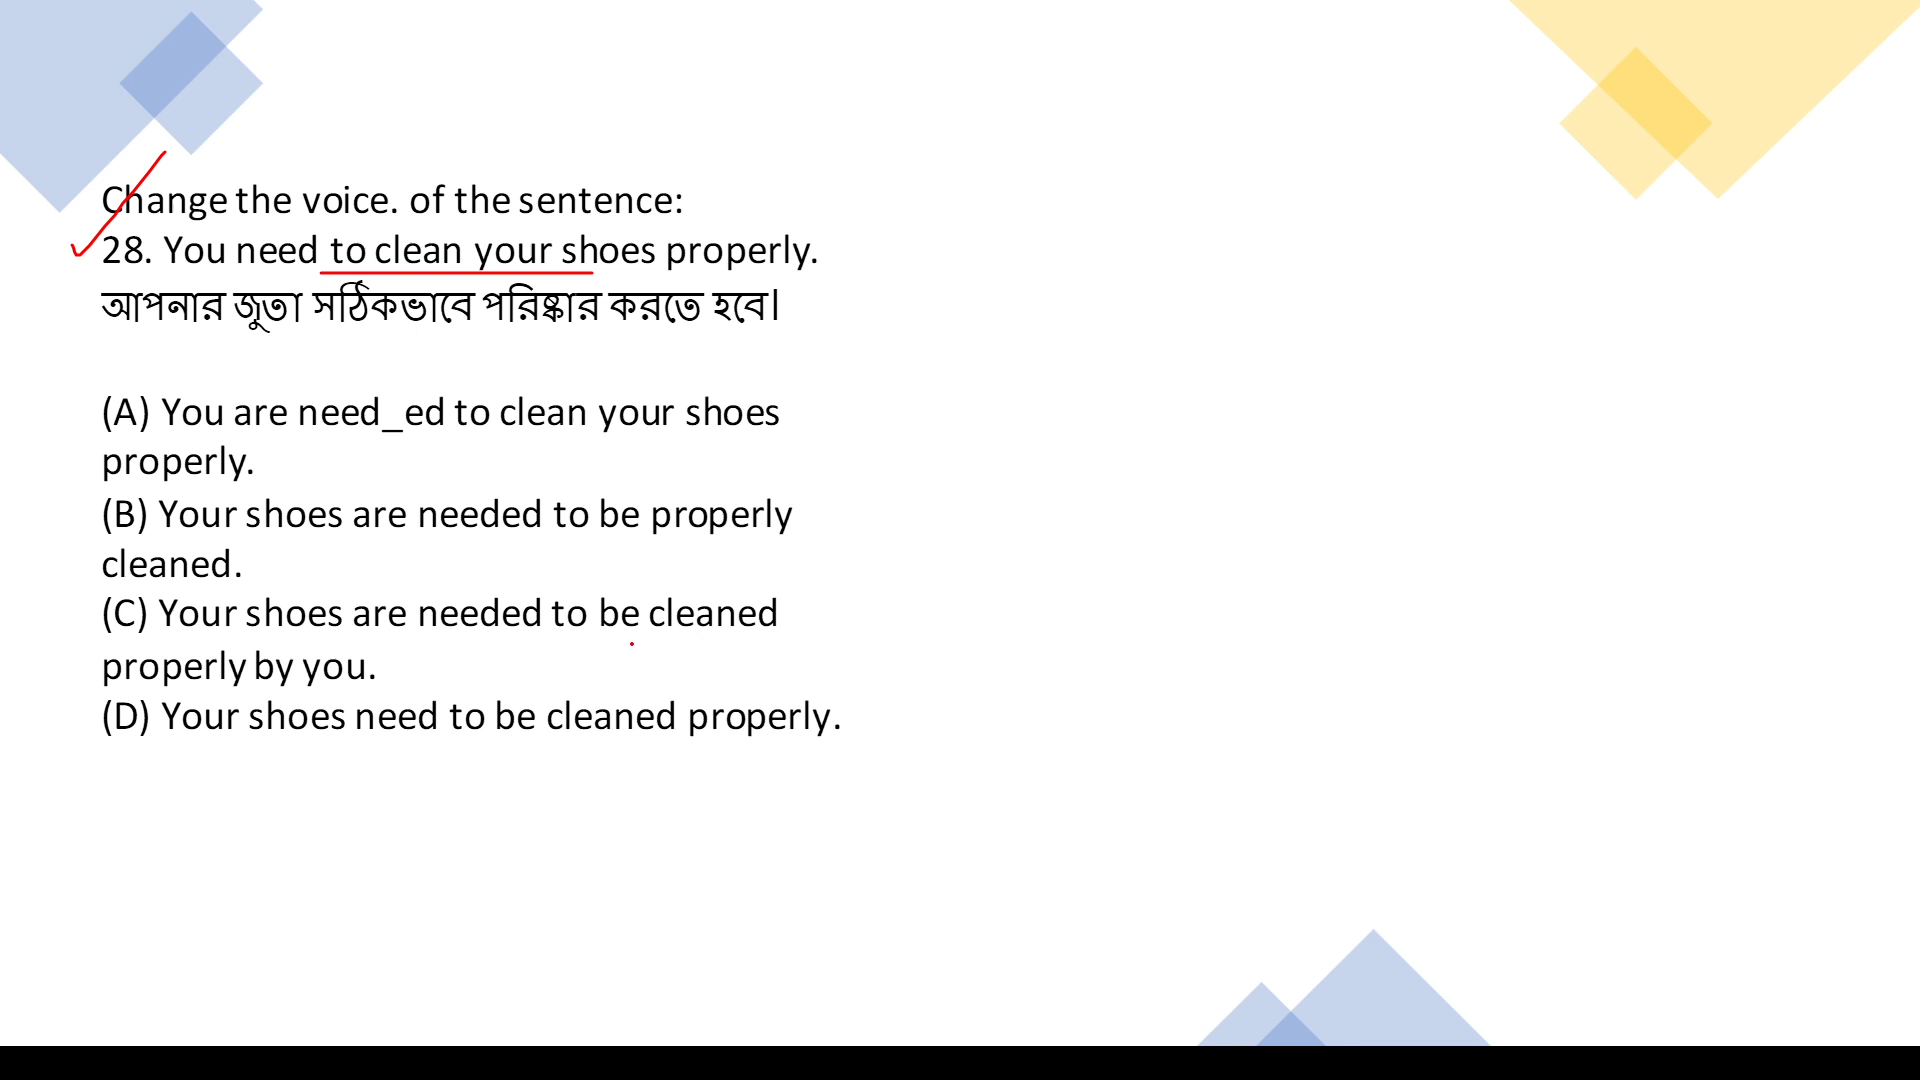 Change the voice. of the sentence:
28. You need to clean your shoes properly.
আপনার জুতা সঠিকভাবে পরিষ্কার করতে হবে।
(A) You are need_ed to clean your shoes
properly.
(B) Your shoes are needed to be properly
cleaned.
(C) Your shoes are needed to be cleaned
properly by you.
(D) Your shoes need to be cleaned properly.